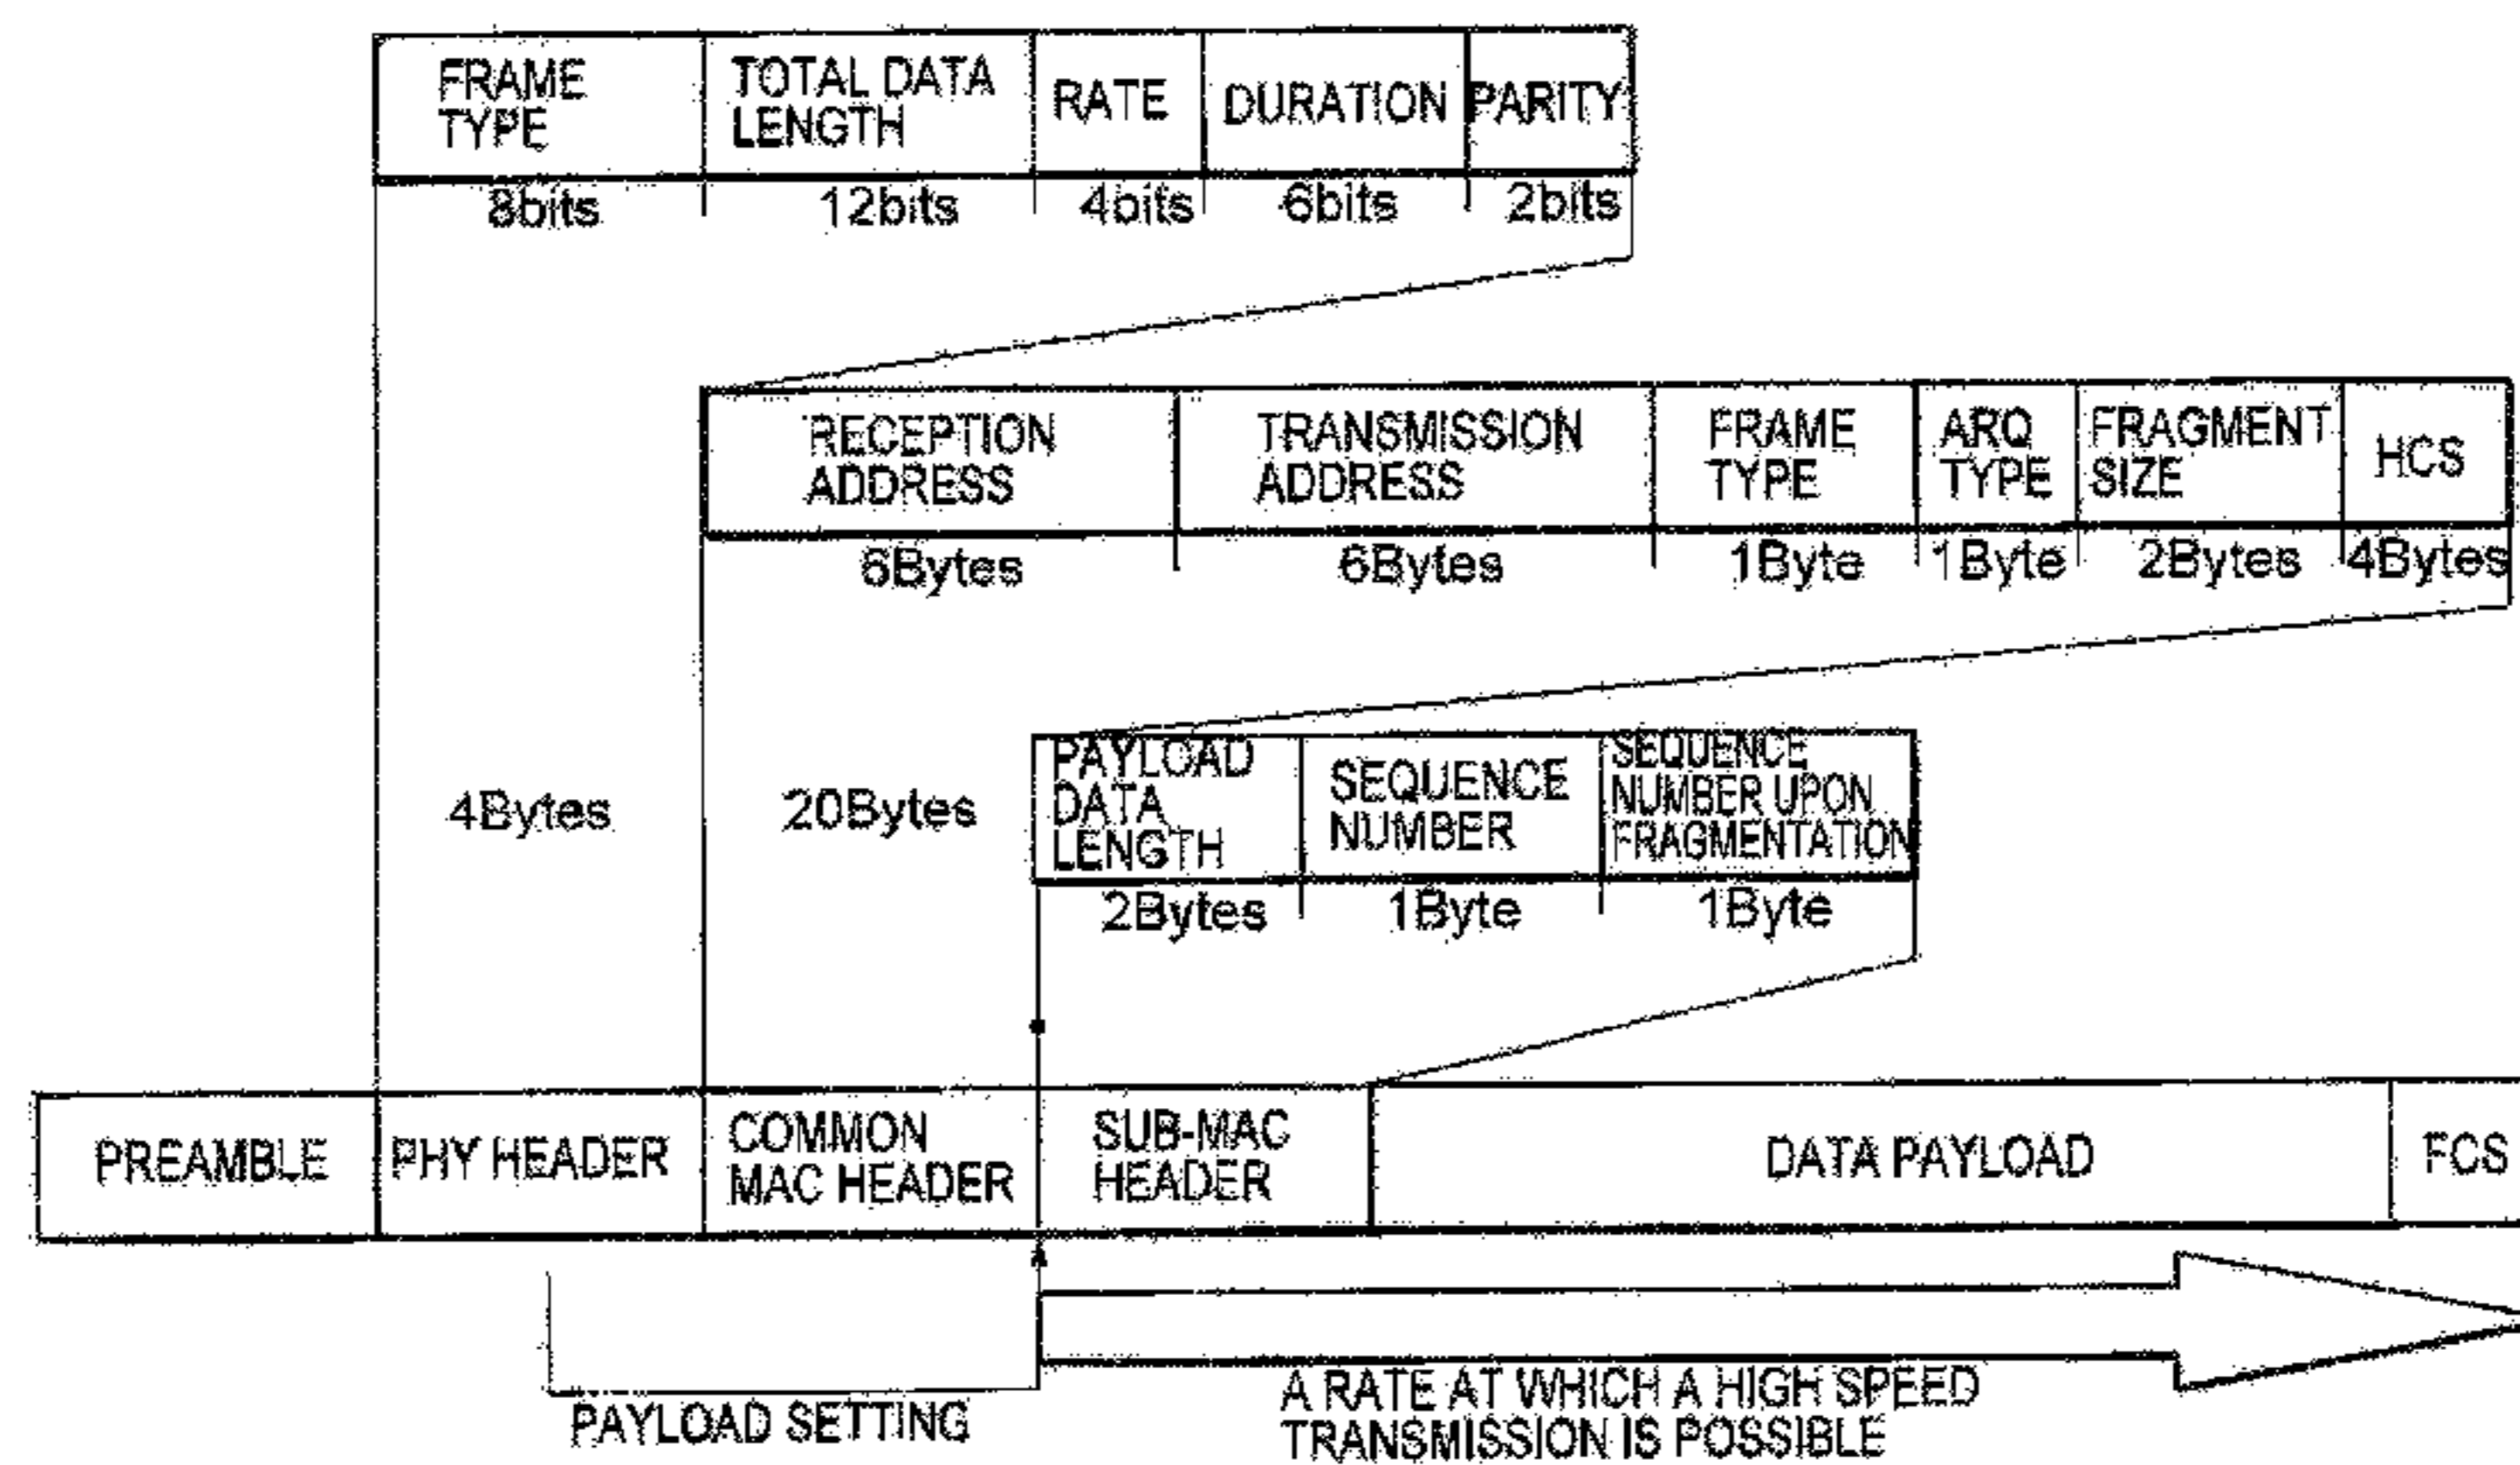 FRAME TYPE
TOTAL DATA LENGTH
RATE
DURATION
PARITY
8bits
12bits
4bits
6bits
2bits
RECEPTION ADDRESS
TRANSMISSION ADDRESS
FRAME TYPE
ARQ TYPE
FRAGMENT SIZE
HCS
6Bytes
6Bytes
1Byte
1Byte
2Bytes
4Bytes
4Bytes
20Bytes
PAYLOAD DATA LENGTH
SEQUENCE NUMBER
SEQUENCE NUMBER UPON FRAGMENTATION
2Bytes
1Byte
1Byte
PREAMBLE
PHY HEADER
COMMON MAC HEADER
SUB-MAC HEADER
DATA PAYLOAD
FCS
PAYLOAD SETTING
A RATE AT WHICH A HIGH SPEED
TRANSMISSION IS POSSIBLE